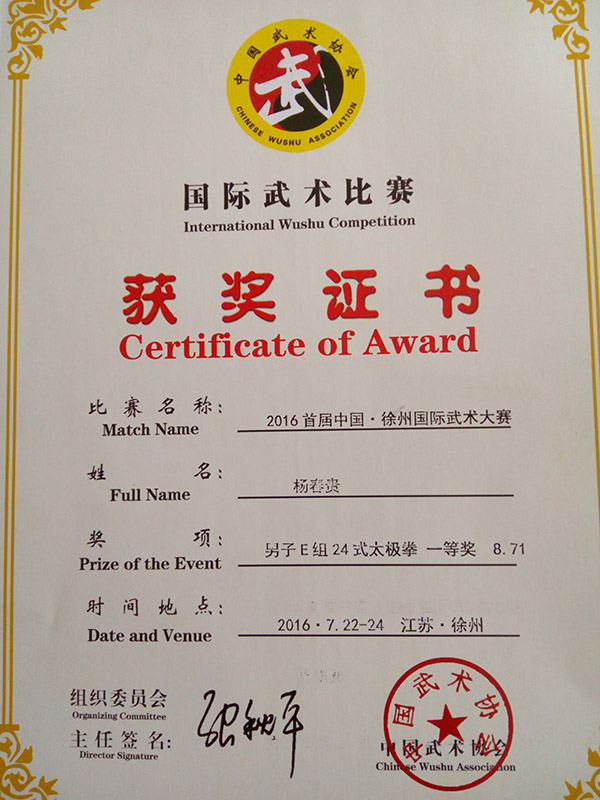 中国武术协会
武
CHINESE WUSHU ASSOCIATION
国际武术比赛
International Wushu Competition
获奖证书
Certificate of Award
比赛名称: 2016首届中国·徐州国际武术大赛
Match Name
姓名: 杨春贵
Full Name
奖项: 男子E组24式太极拳 一等奖 8.71
Prize of the Event
时间地点: 2016·7.22-24 江苏·徐州
Date and Venue
组织委员会
Organizing Committee
主任签名:
Director Signature
中国武术协会
中国武术协会
Chinese Wushu Association